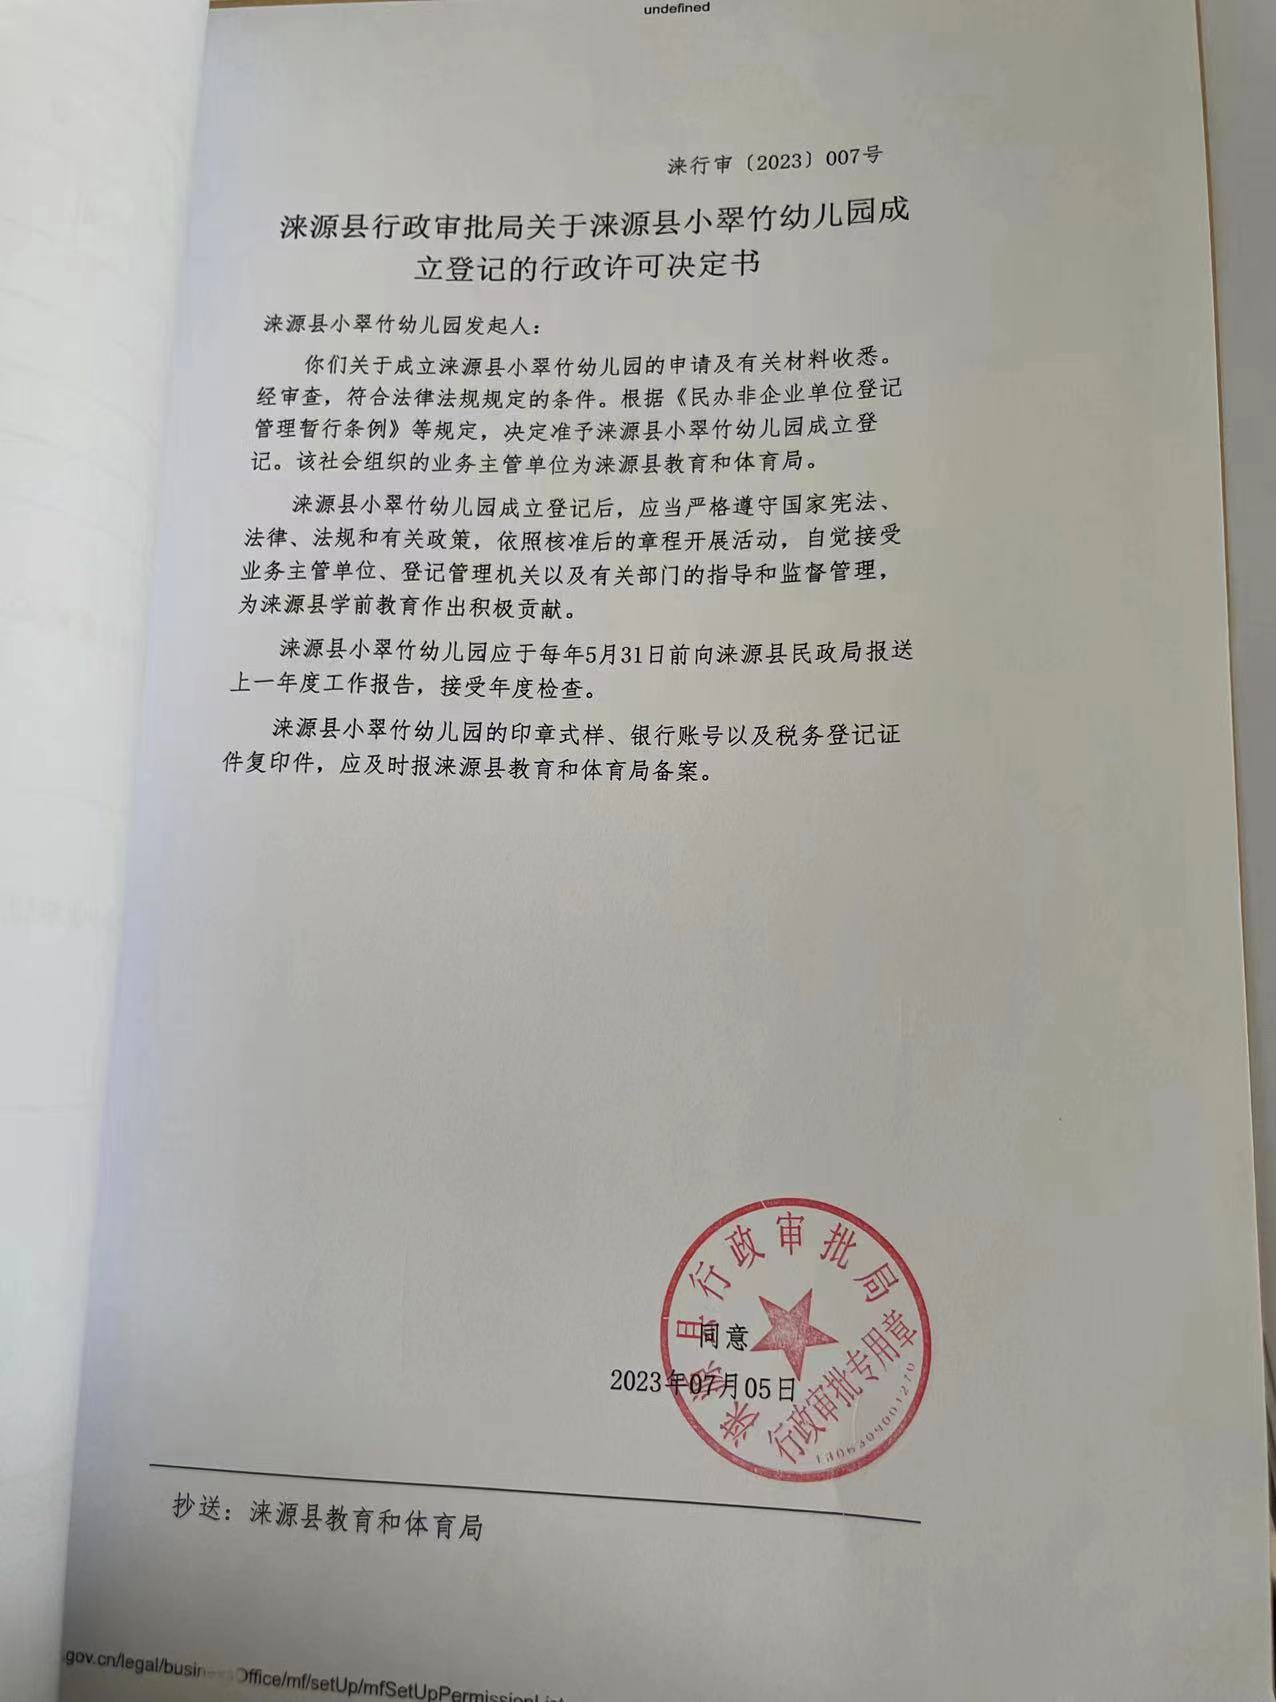 undefined
涞行审〔2023〕007号
涞源县行政审批局关于涞源县小翠竹幼儿园成
立登记的行政许可决定书
涞源县小翠竹幼儿园发起人：
你们关于成立涞源县小翠竹幼儿园的申请及有关材料收悉。
经审查，符合法律法规规定的条件。根据《民办非企业单位登记
管理暂行条例》等规定，决定准予涞源县小翠竹幼儿园成立登
记。该社会组织的业务主管单位为涞源县教育和体育局。
涞源县小翠竹幼儿园成立登记后，应当严格遵守国家宪法、
法律、法规和有关政策，依照核准后的章程开展活动，自觉接受
业务主管单位、登记管理机关以及有关部门的指导和监督管理，
为涞源县学前教育作出积极贡献。
涞源县小翠竹幼儿园应于每年5月31日前向涞源县民政局报送
上一年度工作报告，接受年度检查。
涞源县小翠竹幼儿园的印章式样、银行账号以及税务登记证
件复印件，应及时报涞源县教育和体育局备案。
涞源县行政审批局
同意
2023年07月05日
行政审批专用章
1306309001270
抄送：涞源县教育和体育局
.gov.cn/legal/businessOffice/mf/setUp/mfSetUpPermissionList